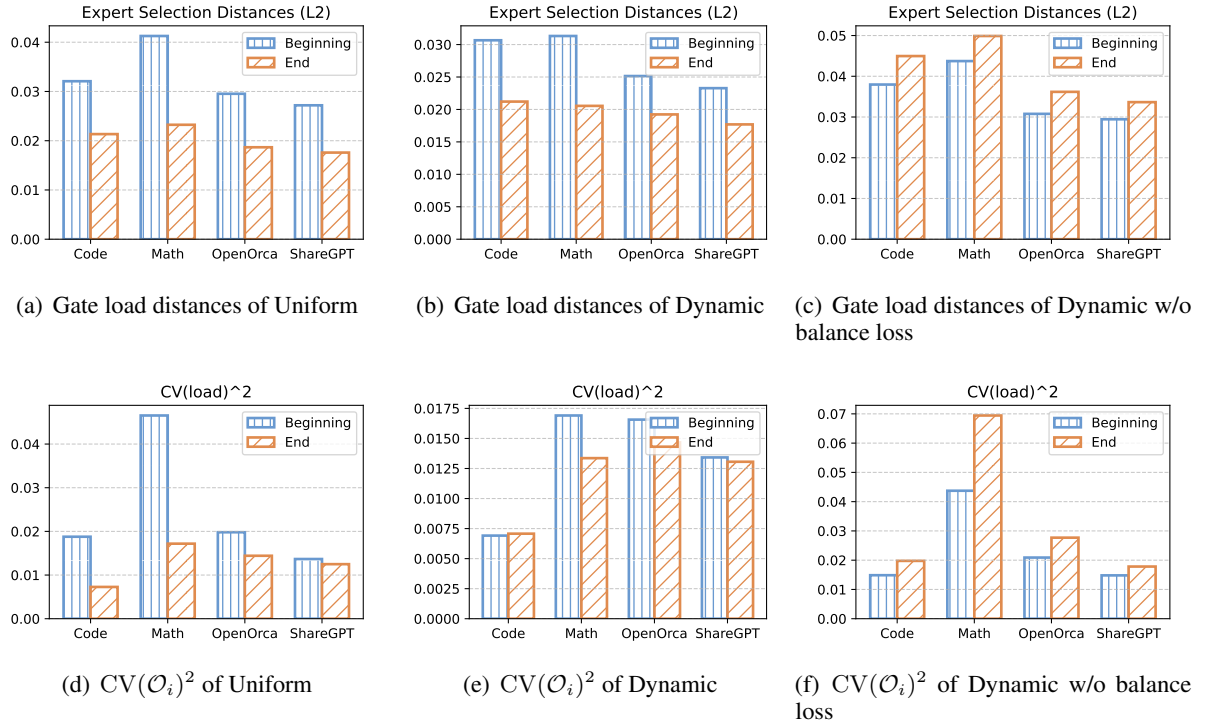 Expert Selection Distances (L2)
0.04
0.03
0.02
0.01
0.00
Beginning
End
Code Math OpenOrca ShareGPT
(a) Gate load distances of Uniform
Expert Selection Distances (L2)
0.030
0.025
0.020
0.015
0.010
0.005
0.000
Beginning
End
Code Math OpenOrca ShareGPT
(b) Gate load distances of Dynamic
Expert Selection Distances (L2)
0.05
0.04
0.03
0.02
0.01
0.00
Beginning
End
Code Math OpenOrca ShareGPT
(c) Gate load distances of Dynamic w/o
balance loss
CV(load)^2
0.04
0.03
0.02
0.01
0.00
Beginning
End
Code Math OpenOrca ShareGPT
(d) CV(𝒪ᵢ)² of Uniform
CV(load)^2
0.0175
0.0150
0.0125
0.0100
0.0075
0.0050
0.0025
0.0000
Beginning
End
Code Math OpenOrca ShareGPT
(e) CV(𝒪ᵢ)² of Dynamic
CV(load)^2
0.07
0.06
0.05
0.04
0.03
0.02
0.01
0.00
Beginning
End
Code Math OpenOrca ShareGPT
(f) CV(𝒪ᵢ)² of Dynamic w/o balance
loss